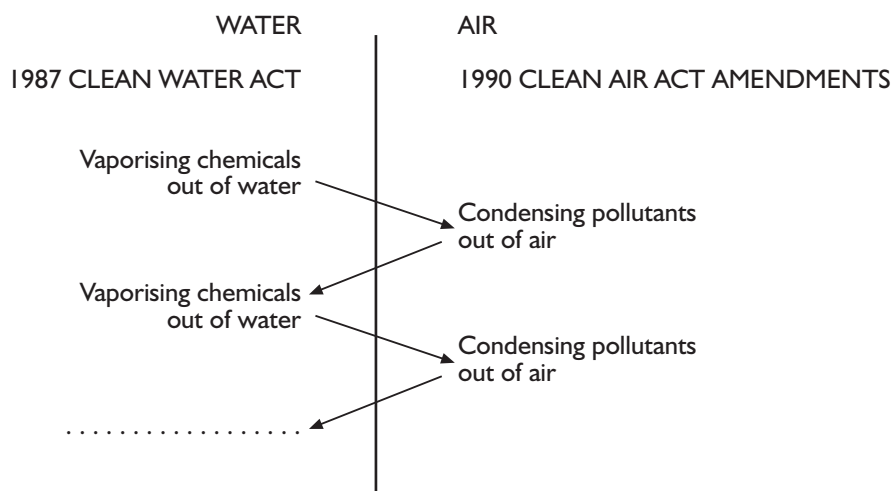 WATER
AIR
1987 CLEAN WATER ACT
1990 CLEAN AIR ACT AMENDMENTS
Vaporising chemicals
out of water
Condensing pollutants
out of air
Vaporising chemicals
out of water
Condensing pollutants
out of air
. . . . . . . . . . . . . . . . .